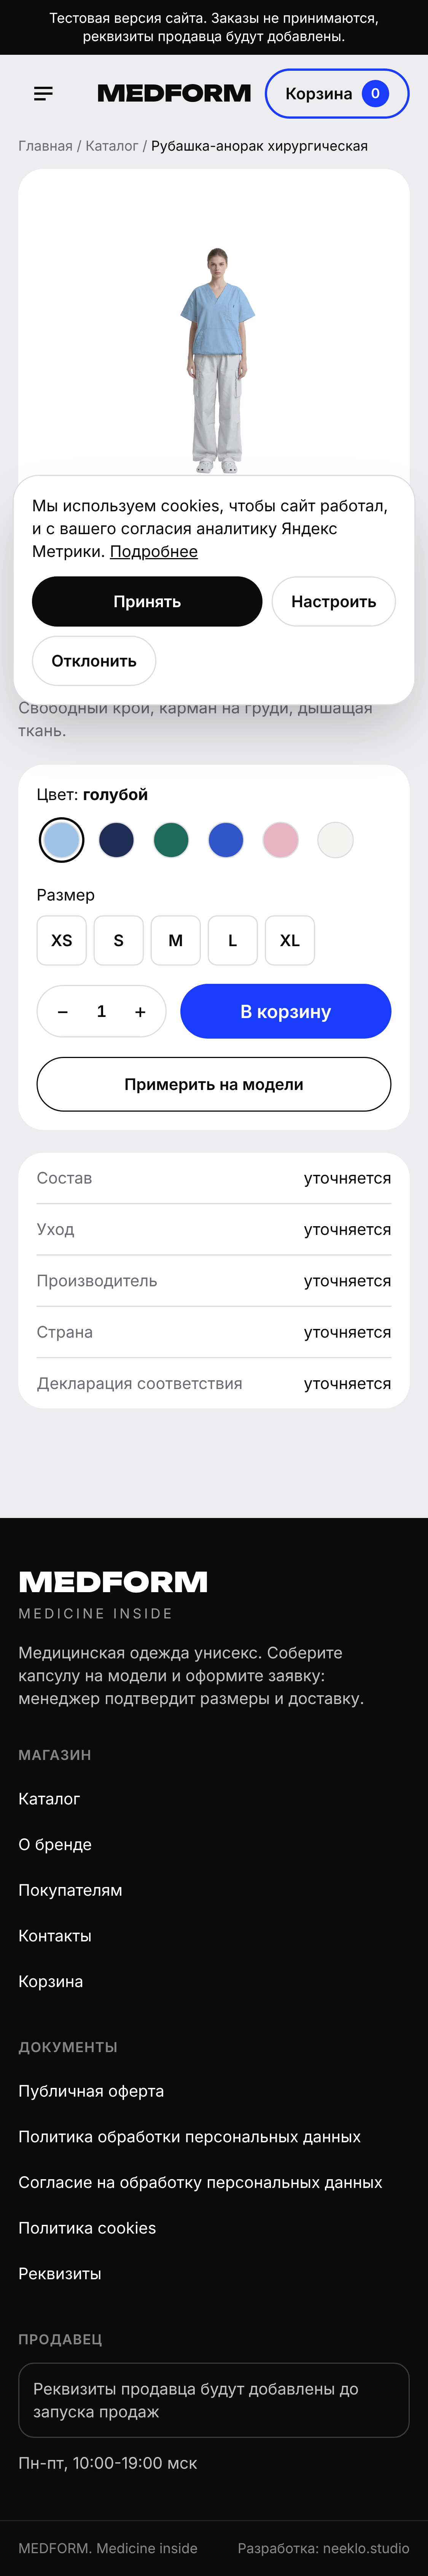 Тестовая версия сайта. Заказы не принимаются,
реквизиты продавца будут добавлены.
MEDFORM
Корзина 0
Главная / Каталог / Рубашка-анорак хирургическая
Мы используем cookies, чтобы сайт работал,
и с вашего согласия аналитику Яндекс
Метрики. Подробнее
Принять
Настроить
Отклонить
Свободный крой, карман на груди, дышащая
ткань.
Цвет: голубой
Размер
XS S M L XL
− 1 +
В корзину
Примерить на модели
Состав уточняется
Уход уточняется
Производитель уточняется
Страна уточняется
Декларация соответствия уточняется
MEDFORM
MEDICINE INSIDE
Медицинская одежда унисекс. Соберите
капсулу на модели и оформите заявку:
менеджер подтвердит размеры и доставку.
МАГАЗИН
Каталог
О бренде
Покупателям
Контакты
Корзина
ДОКУМЕНТЫ
Публичная оферта
Политика обработки персональных данных
Согласие на обработку персональных данных
Политика cookies
Реквизиты
ПРОДАВЕЦ
Реквизиты продавца будут добавлены до
запуска продаж
Пн-пт, 10:00-19:00 мск
MEDFORM. Medicine inside
Разработка: neeklo.studio